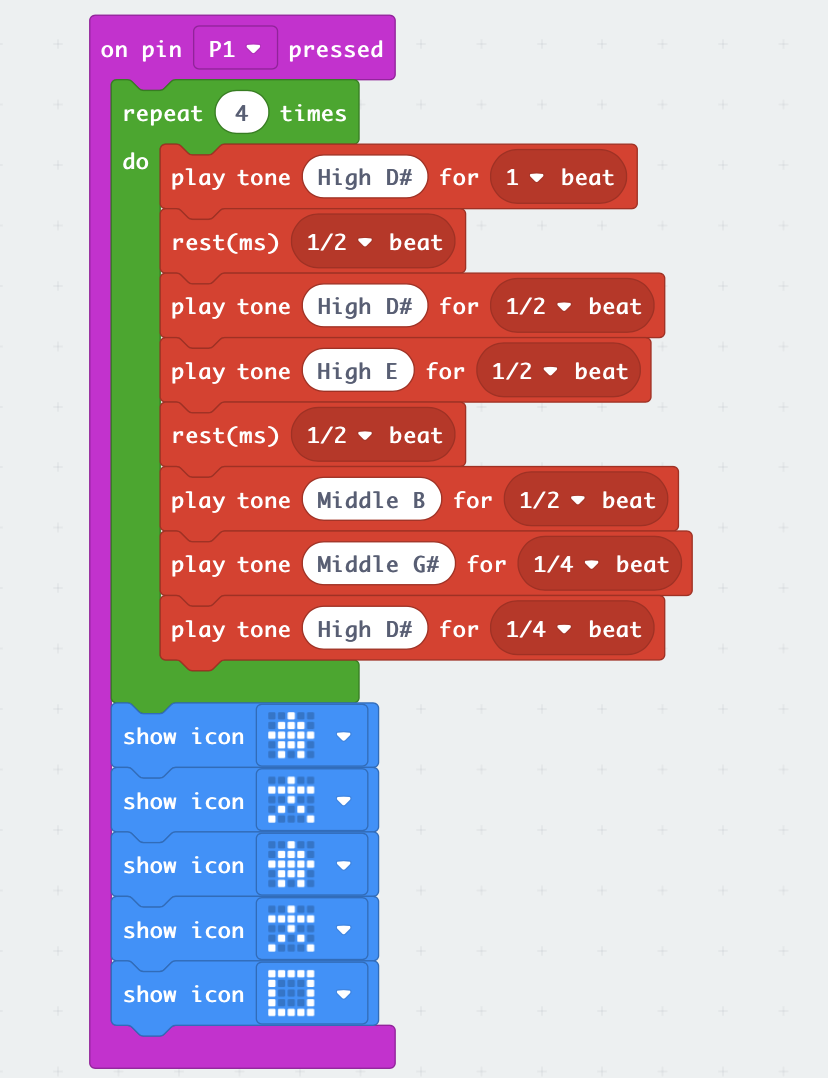 on pin P1 pressed
repeat 4 times
do
play tone High D# for 1 beat
rest(ms) 1/2 beat
play tone High D# for 1/2 beat
play tone High E for 1/2 beat
rest(ms) 1/2 beat
play tone Middle B for 1/2 beat
play tone Middle G# for 1/4 beat
play tone High D# for 1/4 beat
show icon
show icon
show icon
show icon
show icon